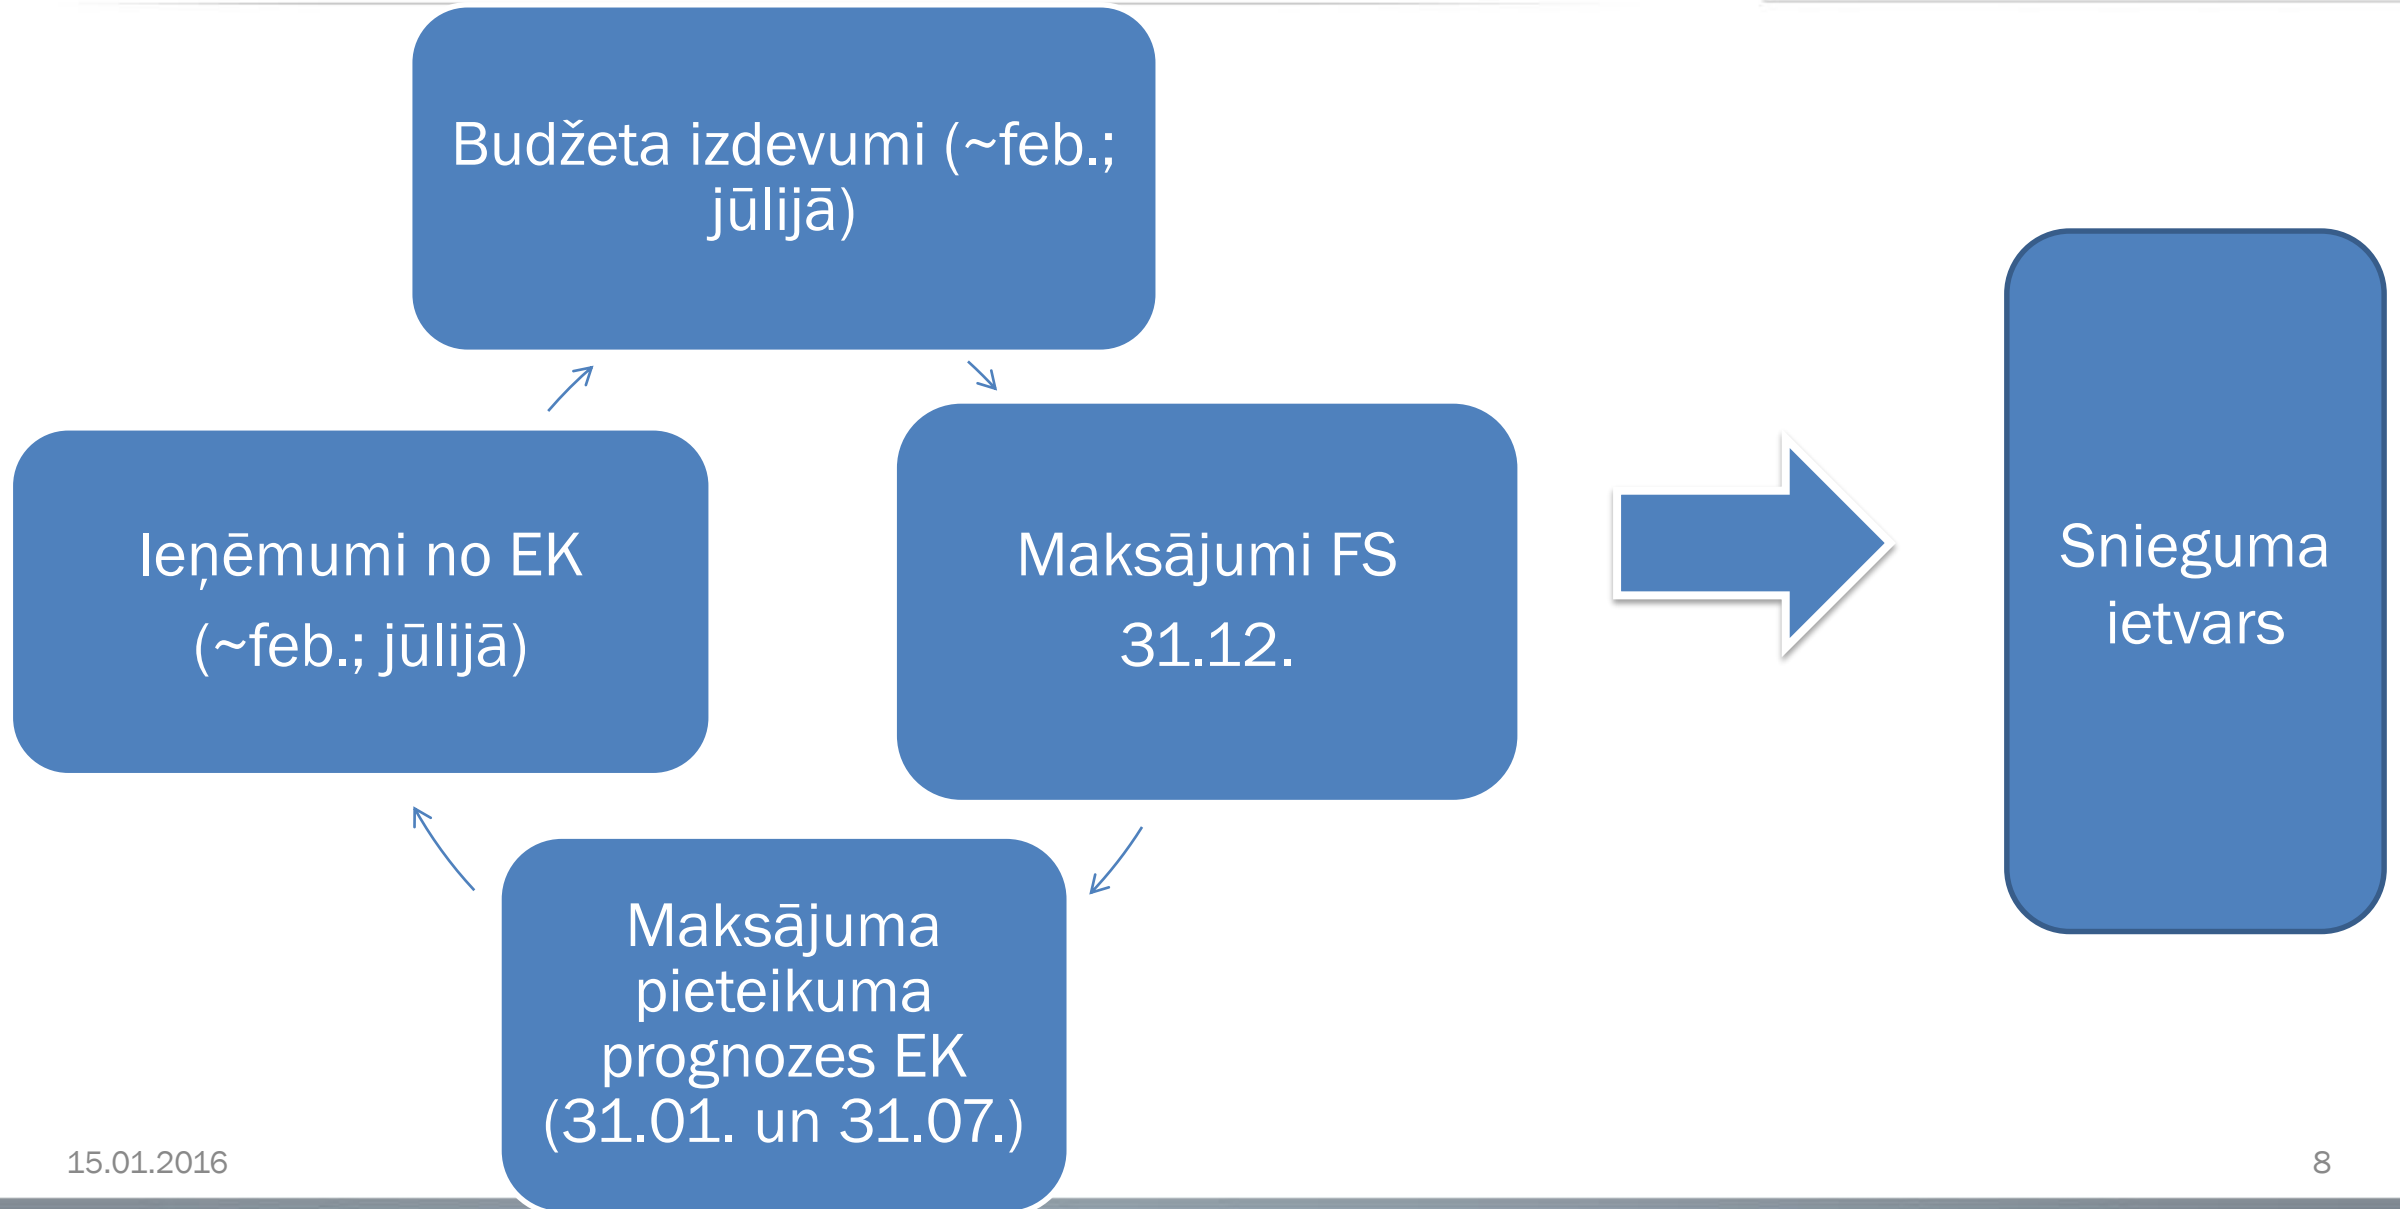 Budžeta izdevumi (~feb.;
jūlijā)
Ieņēmumi no EK
(~feb.; jūlijā)
Maksājumi FS
31.12.
Snieguma
ietvars
Maksājuma
pieteikuma
prognozes EK
(31.01. un 31.07.)
15.01.2016
8